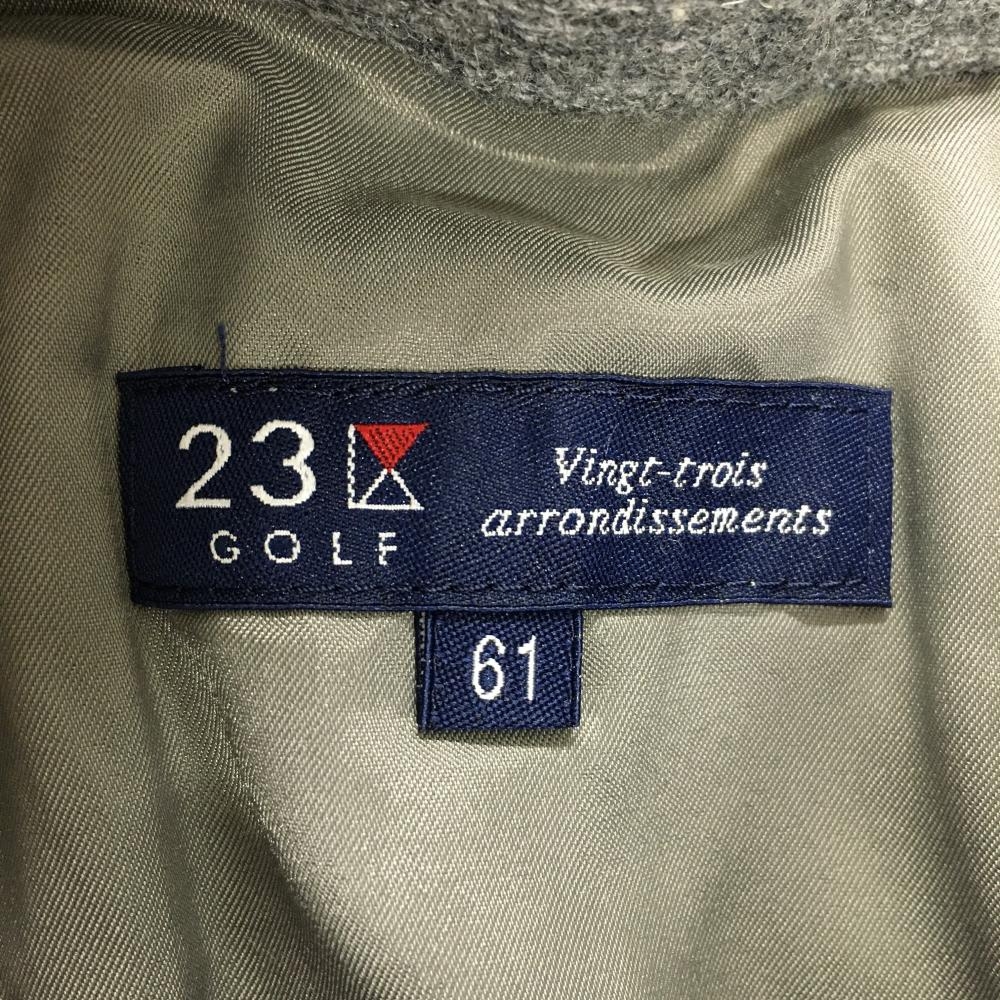 23
GOLF
Vingt-trois
arrondissements
61